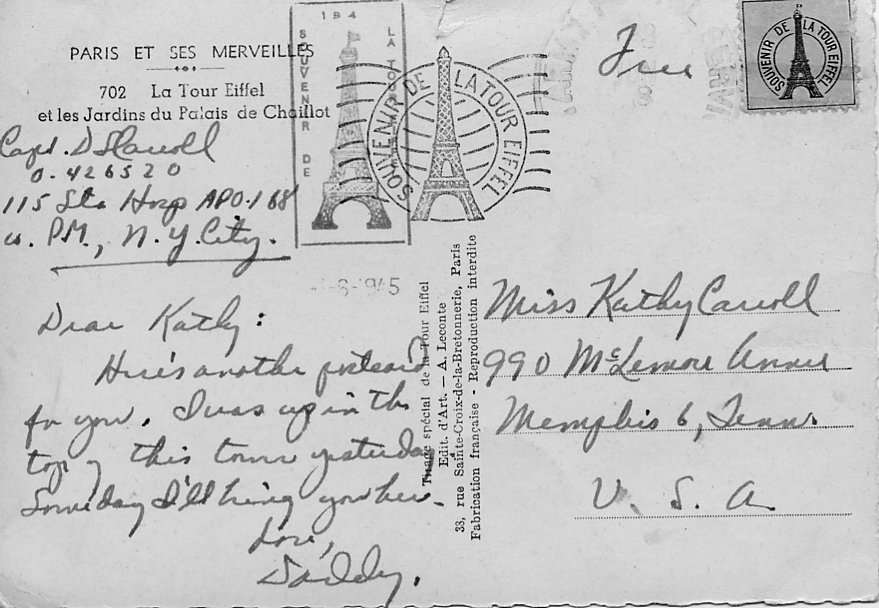 PARIS ET SES MERVEILLES
702 La Tour Eiffel
et les Jardins du Palais de Chaillot
Capt. D S Carroll
0.426520
115 Sta Hosp APO.168
℅ P.M., N.Y. City.
194
SOUVENIR DE
LA TOUR EIFFEL
SOUVENIR DE LA TOUR EIFFEL
Free
SOUVENIR DE LA TOUR EIFFEL
-6-1945
Dear Kathy:
Here's another postcard
for you. I was up in the
top of this tower yesterday
Someday I'll bring you here.
Love,
Daddy.
Tirage spécial de la Tour Eiffel
Edit. d'Art. — A. Leconte
33, rue Sainte-Croix-de-la-Bretonnerie, Paris
Fabrication française - Reproduction interdite
Miss Kathy Carroll
990 McLemore Annex
Memphis 6, Tenn.
U. S. A.